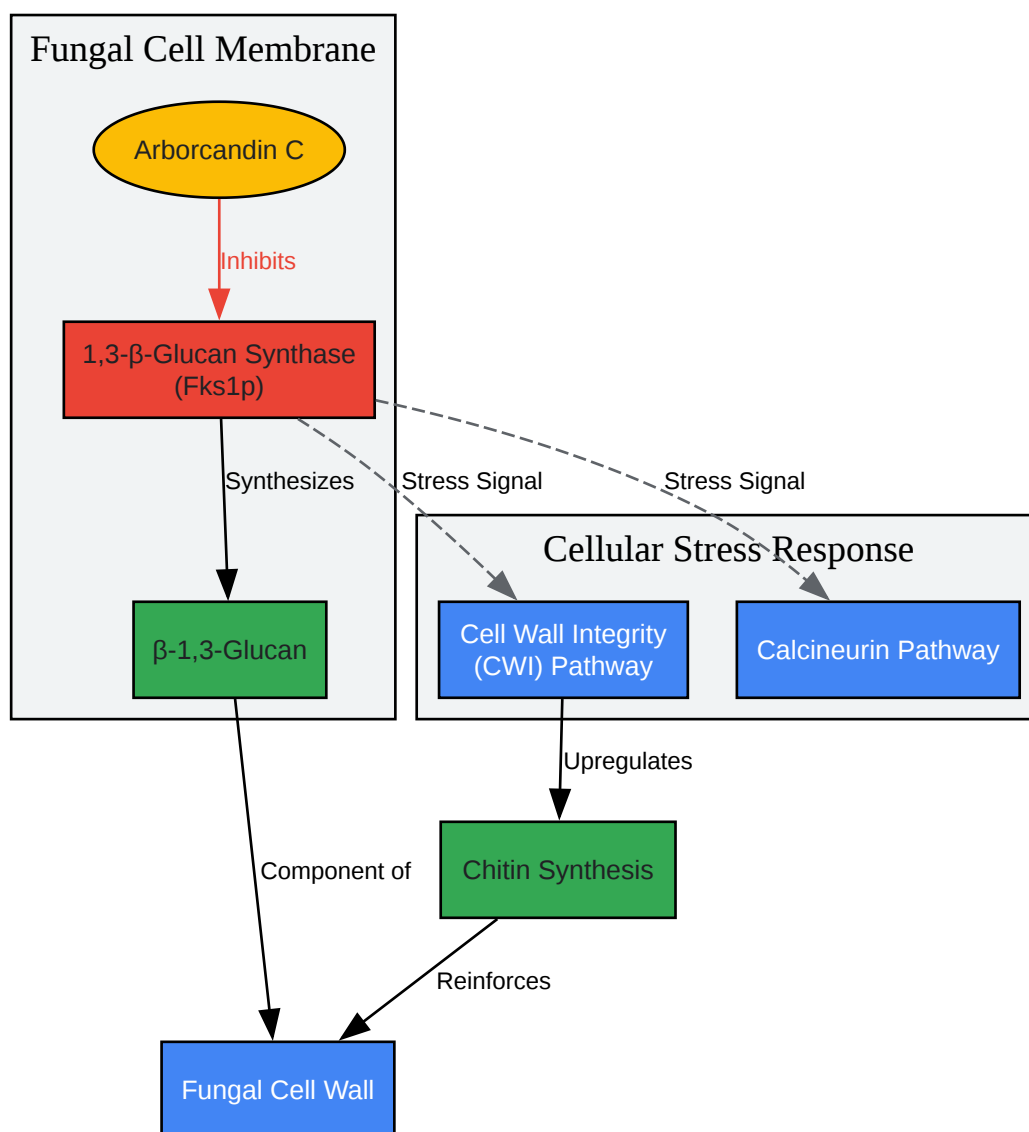 Fungal Cell Membrane
Arborcandin C
Inhibits
1,3-β-Glucan Synthase
(Fks1p)
Synthesizes
Stress Signal
Stress Signal
Cellular Stress Response
β-1,3-Glucan
Cell Wall Integrity
(CWI) Pathway
Calcineurin Pathway
Upregulates
Component of
Chitin Synthesis
Reinforces
Fungal Cell Wall